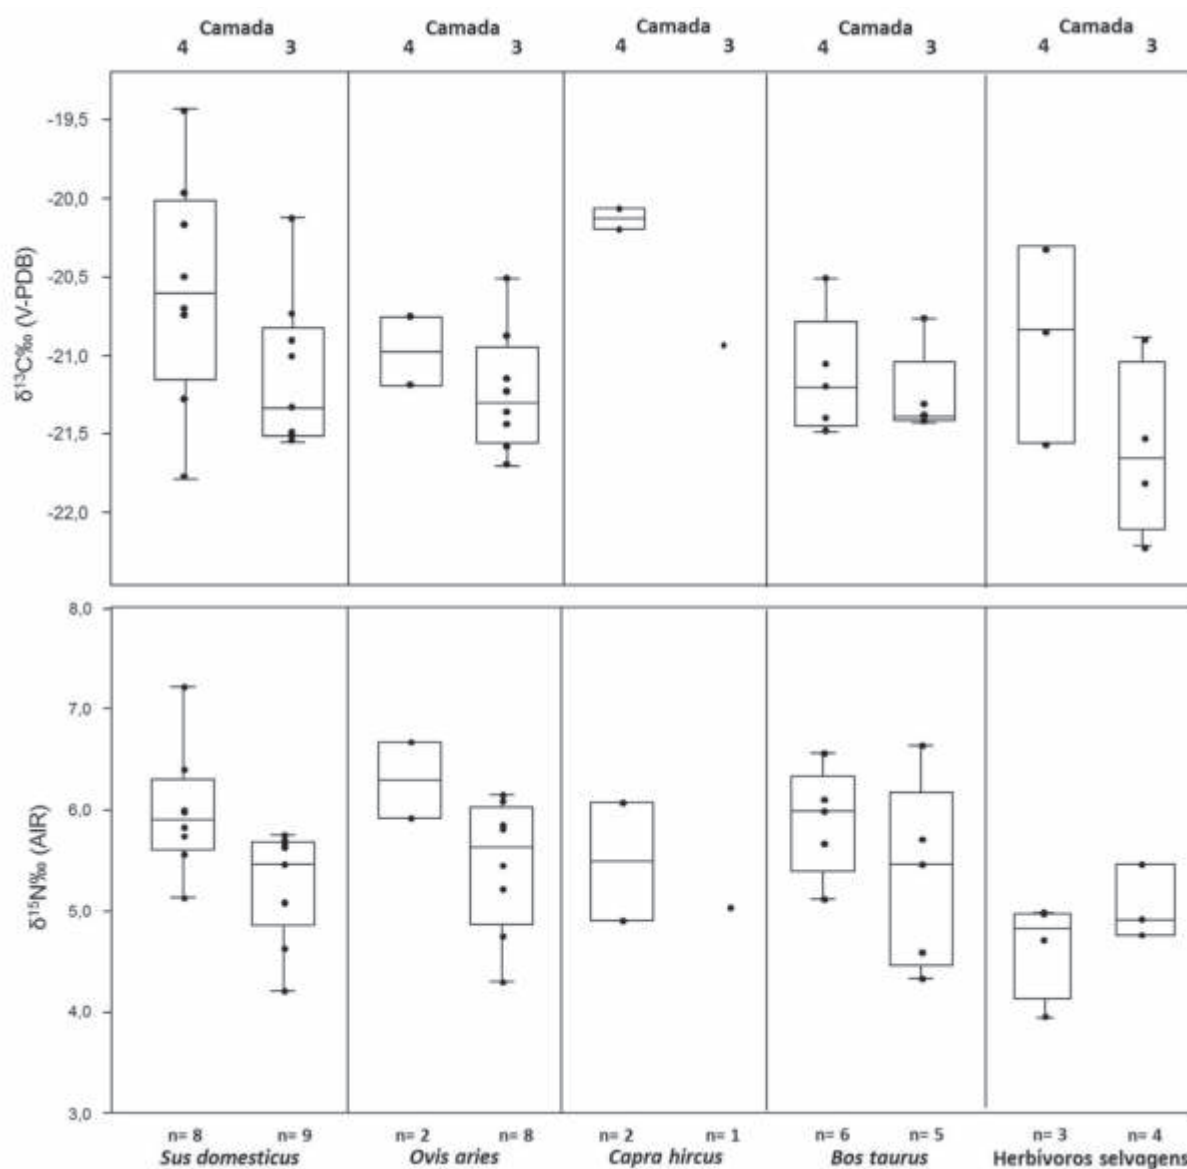 Camada Camada Camada Camada Camada
4 3 4 3 4 3 4 3 4 3
-19,5
-20,0
-20,5
-21,0
-21,5
-22,0
δ¹³C‰ (V-PDB)
8,0
7,0
6,0
5,0
4,0
3,0
δ¹⁵N‰ (AIR)
n= 8 n= 9 n= 2 n= 8 n= 2 n= 1 n= 6 n= 5 n= 3 n= 4
Sus domesticus Ovis aries Capra hircus Bos taurus Herbivoros selvagens